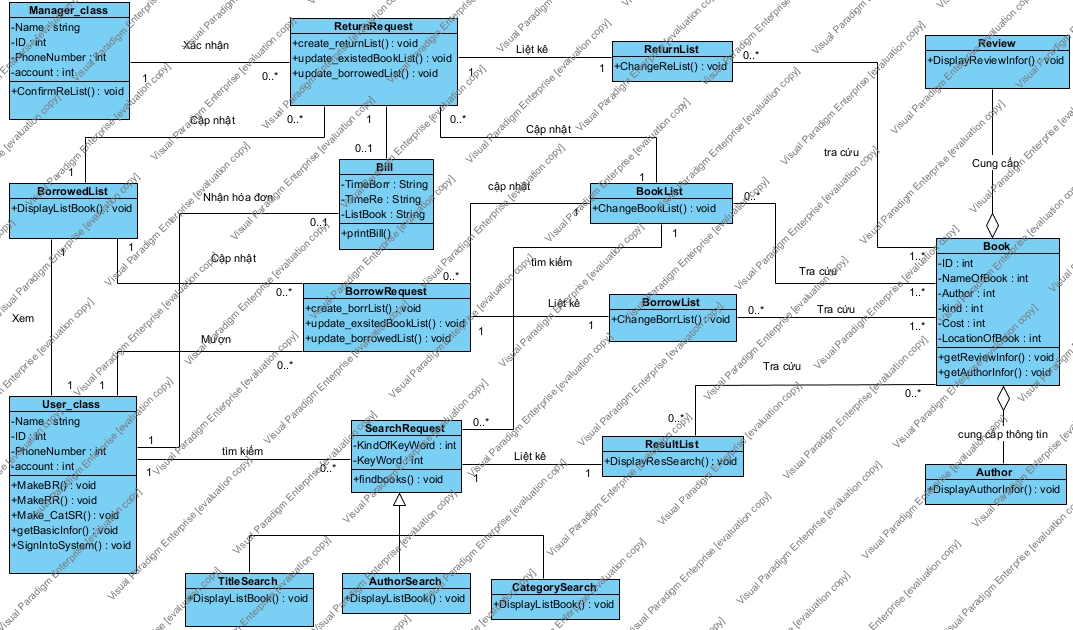 Manager_class
-Name : string
-ID : int
-PhoneNumber : int
-account : int
+ConfirmReList() : void
Xác nhận
1
0..*
ReturnRequest
+create_returnList() : void
+update_existedBookList() : void
+update_borrowedList() : void
Liệt kê
1
1
ReturnList
+ChangeReList() : void
0..*
tra cứu
1..*
Review
+DisplayReviewInfor() : void
Cung cấp
Cập nhật
0..*
1
1
0..1
0..*
Cập nhật
1
BorrowedList
+DisplayListBook() : void
1
1
Nhận hóa đơn
0..1
Bill
-TimeBorr : String
-TimeRe : String
-ListBook : String
+printBill()
cập nhật
1
0..*
BookList
+ChangeBookList() : void
0..*
1
tìm kiếm
Tra cứu
1..*
Book
-ID : int
-NameOfBook : int
-Author : int
-kind : int
-Cost : int
-LocationOfBook : int
+getReviewInfor() : void
+getAuthorInfor() : void
Cập nhật
0..*
BorrowRequest
+create_borrList() : void
+update_exsitedBookList() : void
+update_borrowedList() : void
Liệt kê
1
1
BorrowList
+ChangeBorrList() : void
0..*
Tra cứu
1..*
Xem
1
Mượn
1
0..*
User_class
-Name : string
-ID : int
-PhoneNumber : int
-account : int
+MakeBR() : void
+MakeRR() : void
+Make_CatSR() : void
+getBasicInfor() : void
+SignIntoSystem() : void
1
1
tìm kiếm
0..*
SearchRequest
-KindOfKeyWord : int
-KeyWord : int
+findbooks() : void
0..*
Liệt kê
1
1
Tra cứu
0..*
0..*
ResultList
+DisplayResSearch() : void
cung cấp thông tin
Author
+DisplayAuthorInfor() : void
TitleSearch
+DisplayListBook() : void
AuthorSearch
+DisplayListBook() : void
CategorySearch
+DisplayListBook() : void
Visual Paradigm Enterprise [evaluation copy]